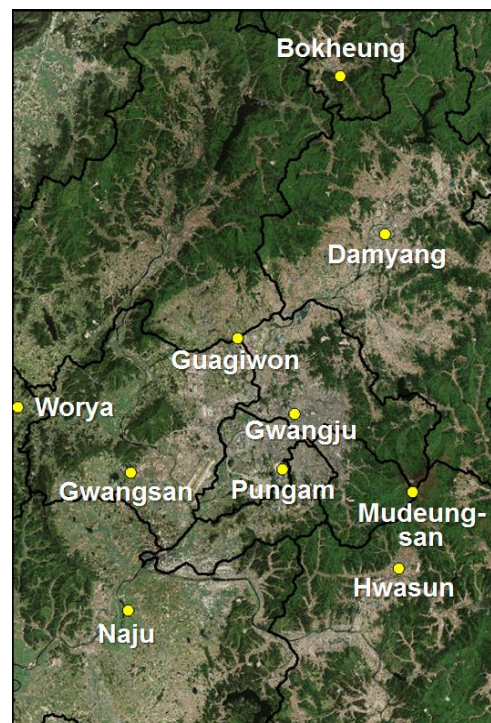 Bokheung
Damyang
Guagiwon
Worya
Gwangju
Gwangsan
Pungam
Mudeung-
san
Hwasun
Naju